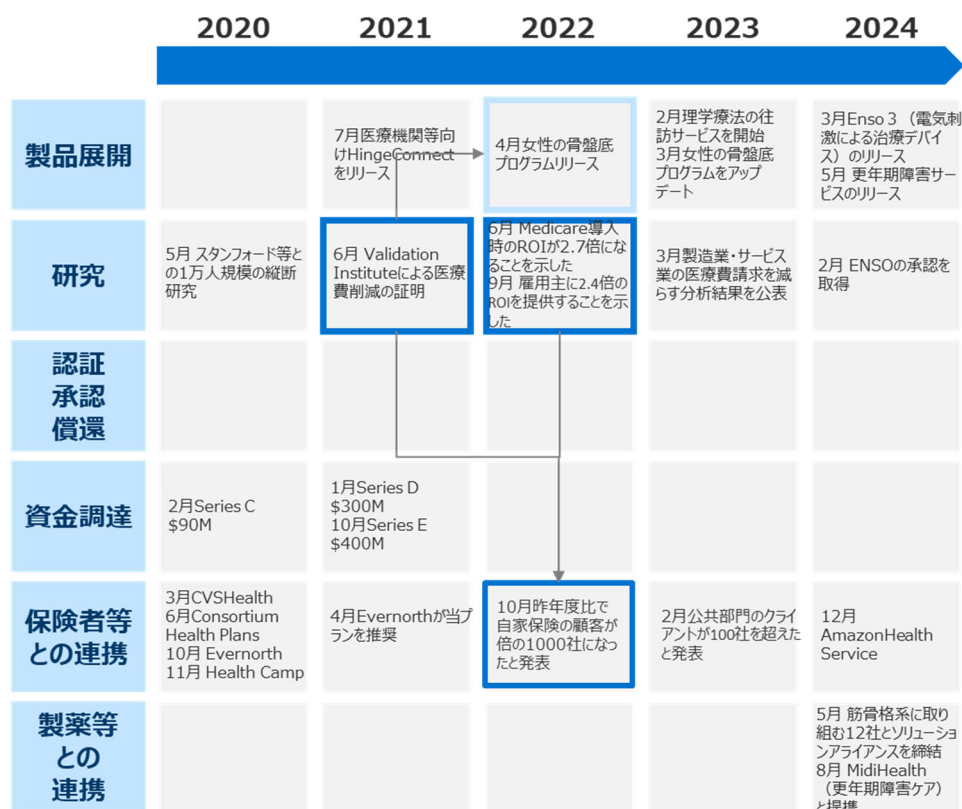 2020
2021
2022
2023
2024
製品展開
7月医療機関等向
けHingeConnect
をリリース
4月女性の骨盤底
プログラムリリース
2月理学療法の往
訪サービスを開始
3月女性の骨盤底
プログラムをアップ
デート
3月Enso 3 （電気刺
激による治療デバイ
ス）のリリース
5月 更年期障害サー
ビスのリリース
研究
5月 スタンフォード等と
の1万人規模の縦断
研究
6月 Validation
Instituteによる医療
費削減の証明
6月 Medicare導入
時のROIが2.7倍にな
ることを示した
9月 雇用主に2.4倍の
ROIを提供することを示
した
3月製造業・サービス
業の医療費請求を減
らす分析結果を公表
2月 ENSOの承認を
取得
認証
承認
償還
資金調達
2月Series C
$90M
1月Series D
$300M
10月Series E
$400M
保険者等
との連携
3月CVSHealth
6月Consortium
Health Plans
10月 Evernorth
11月 Health Camp
4月Evernorthが当プ
ランを推奨
10月昨年度比で
自家保険の顧客が
倍の1000社になっ
たと発表
2月公共部門のクライ
アントが100社を超えた
と発表
12月
AmazonHealth
Service
製薬等
との
連携
5月 筋骨格系に取り
組む12社とソリューショ
ンアライアンスを締結
8月 MidiHealth
（更年期障害ケア）
と提携